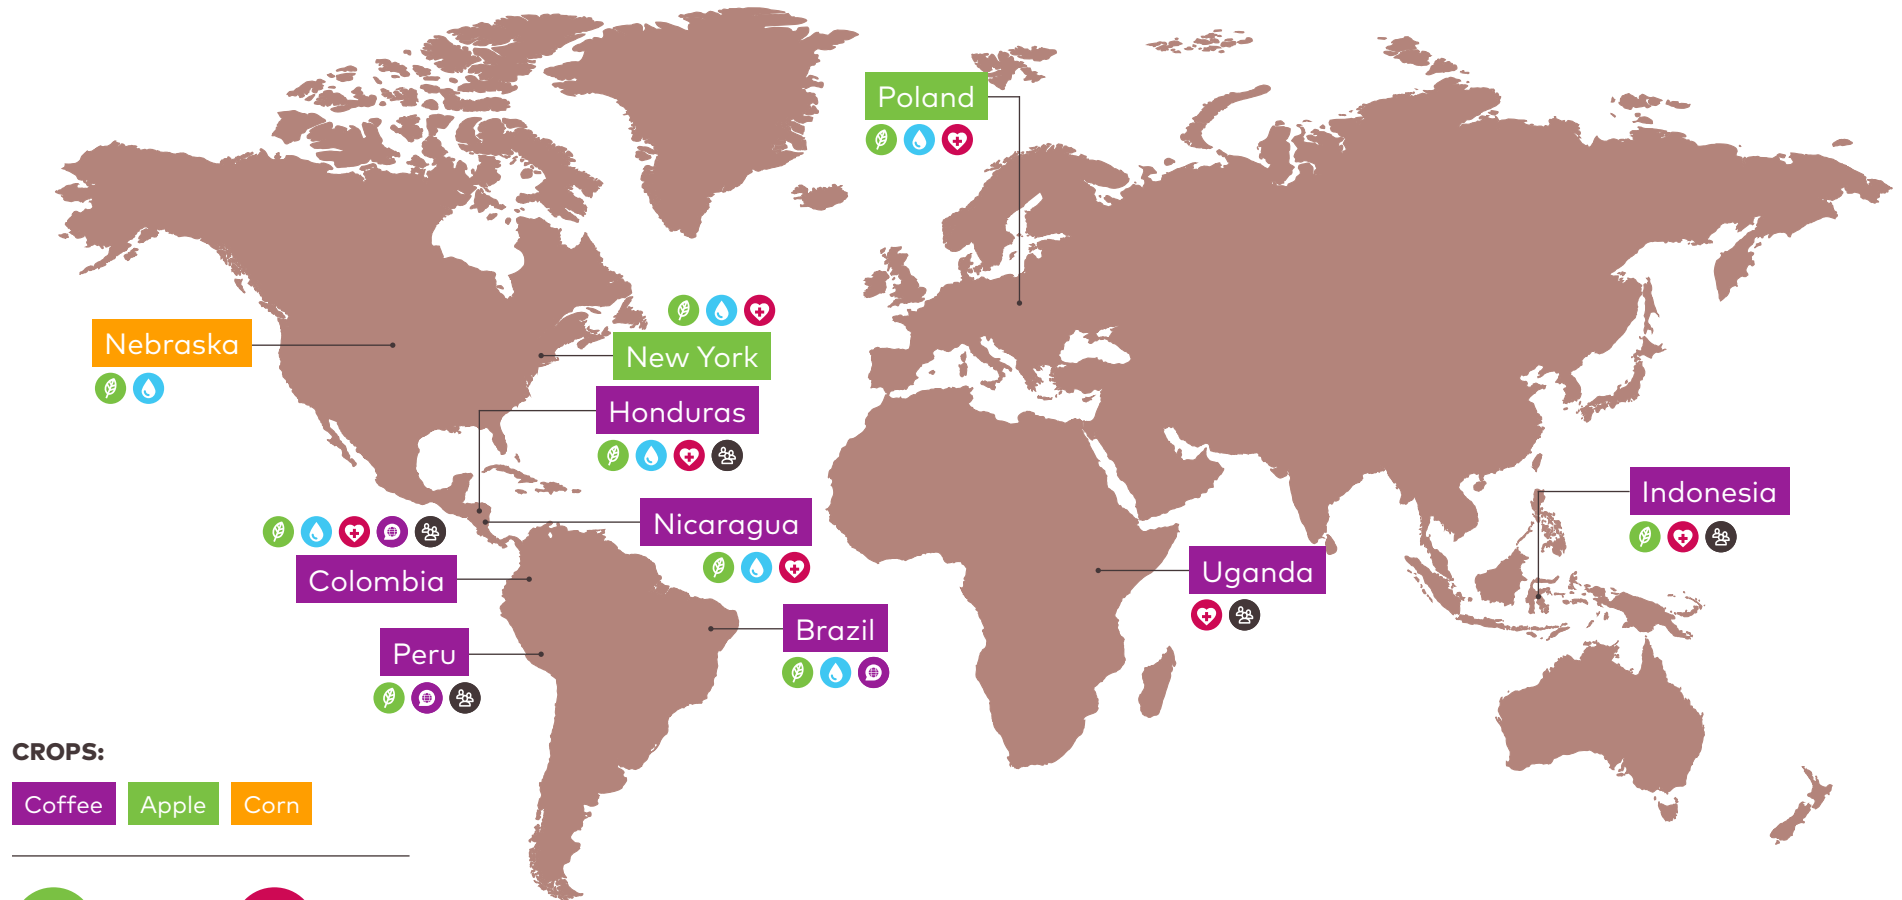 Poland
Nebraska
New York
Honduras
Indonesia
Nicaragua
Colombia
Uganda
Brazil
Peru
CROPS:
Coffee Apple Corn